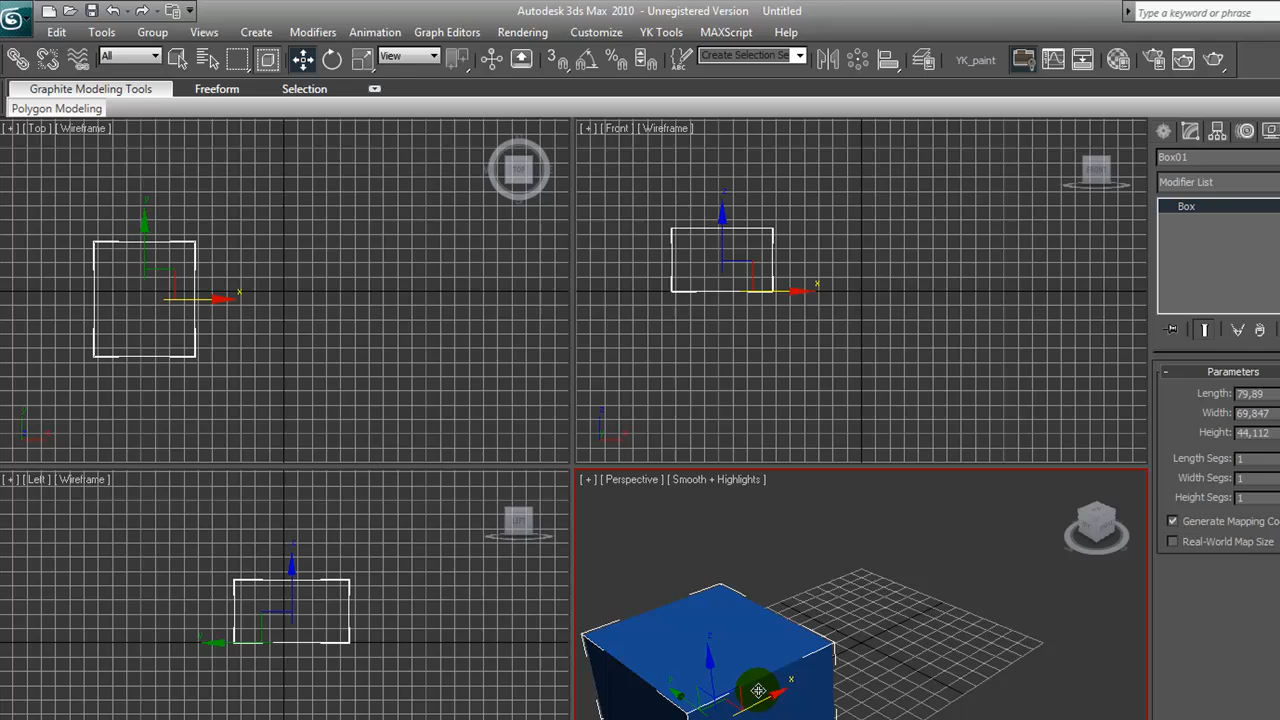 Autodesk 3ds Max 2010 - Unregistered Version Untitled
Type a keyword or phrase
Edit Tools Group Views Create Modifiers Animation Graph Editors Rendering Customize YK Tools MAXScript Help
All View 3 Create Selection Se YK_paint
Graphite Modeling Tools Freeform Selection
Polygon Modeling
[ + ] [ Top ] [ Wireframe ]
TOP
y
x
[ + ] [ Front ] [ Wireframe ]
FRONT
z
x
Box01
Modifier List
Box
Parameters
Length: 79,89
Width: 69,847
Height: 44,112
Length Segs: 1
Width Segs: 1
Height Segs: 1
Generate Mapping Co
Real-World Map Size
[ + ] [ Left ] [ Wireframe ]
LEFT
z
y
[ + ] [ Perspective ] [ Smooth + Highlights ]
z
x